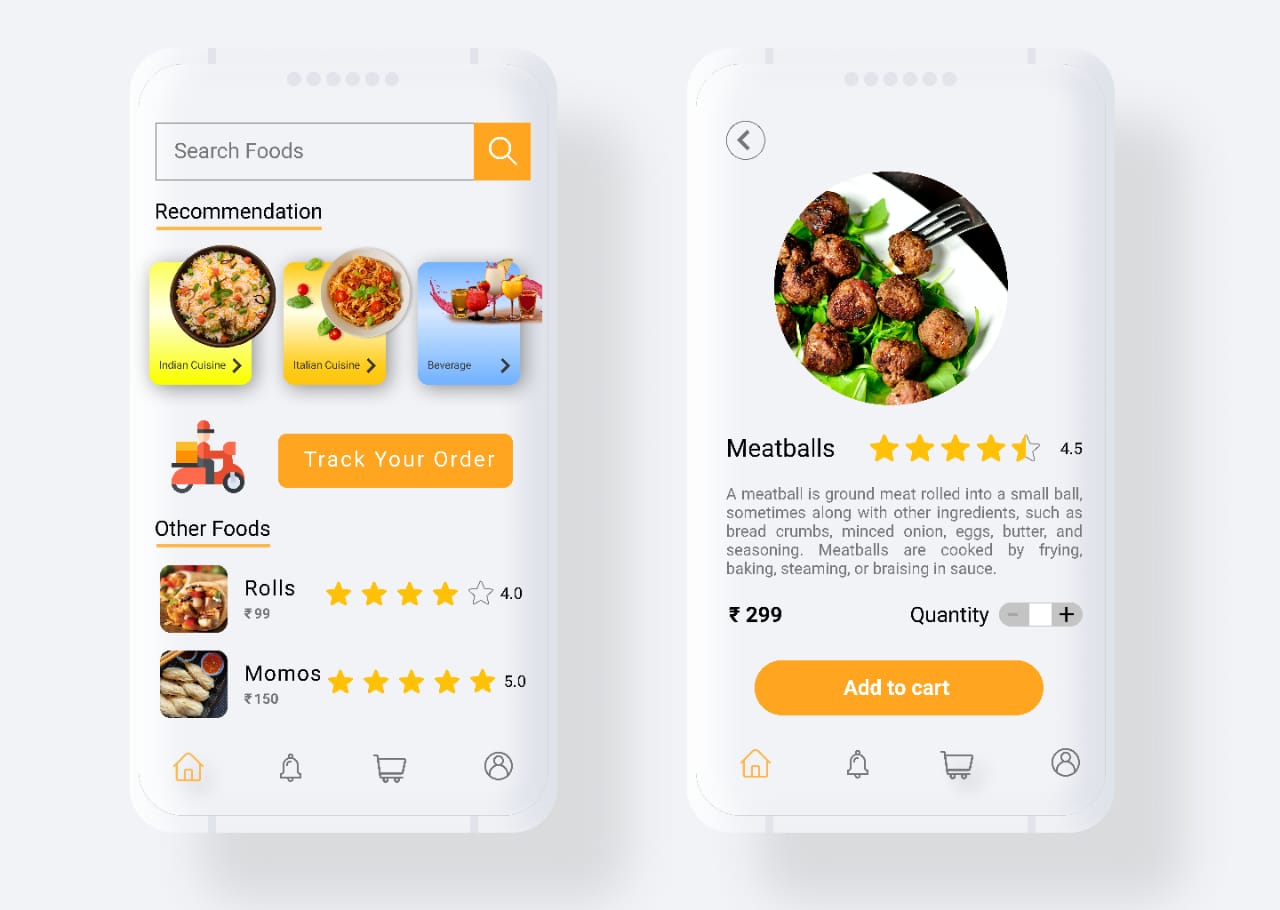 Search Foods
Recommendation
Indian Cuisine
Italian Cuisine
Beverage
Track Your Order
Other Foods
Rolls
4.0
₹99
Momos
5.0
₹150
Meatballs
4.5
A meatball is ground meat rolled into a small ball,
sometimes along with other ingredients, such as
bread crumbs, minced onion, eggs, butter, and
seasoning. Meatballs are cooked by frying,
baking, steaming, or braising in sauce.
₹ 299
Quantity − +
Add to cart